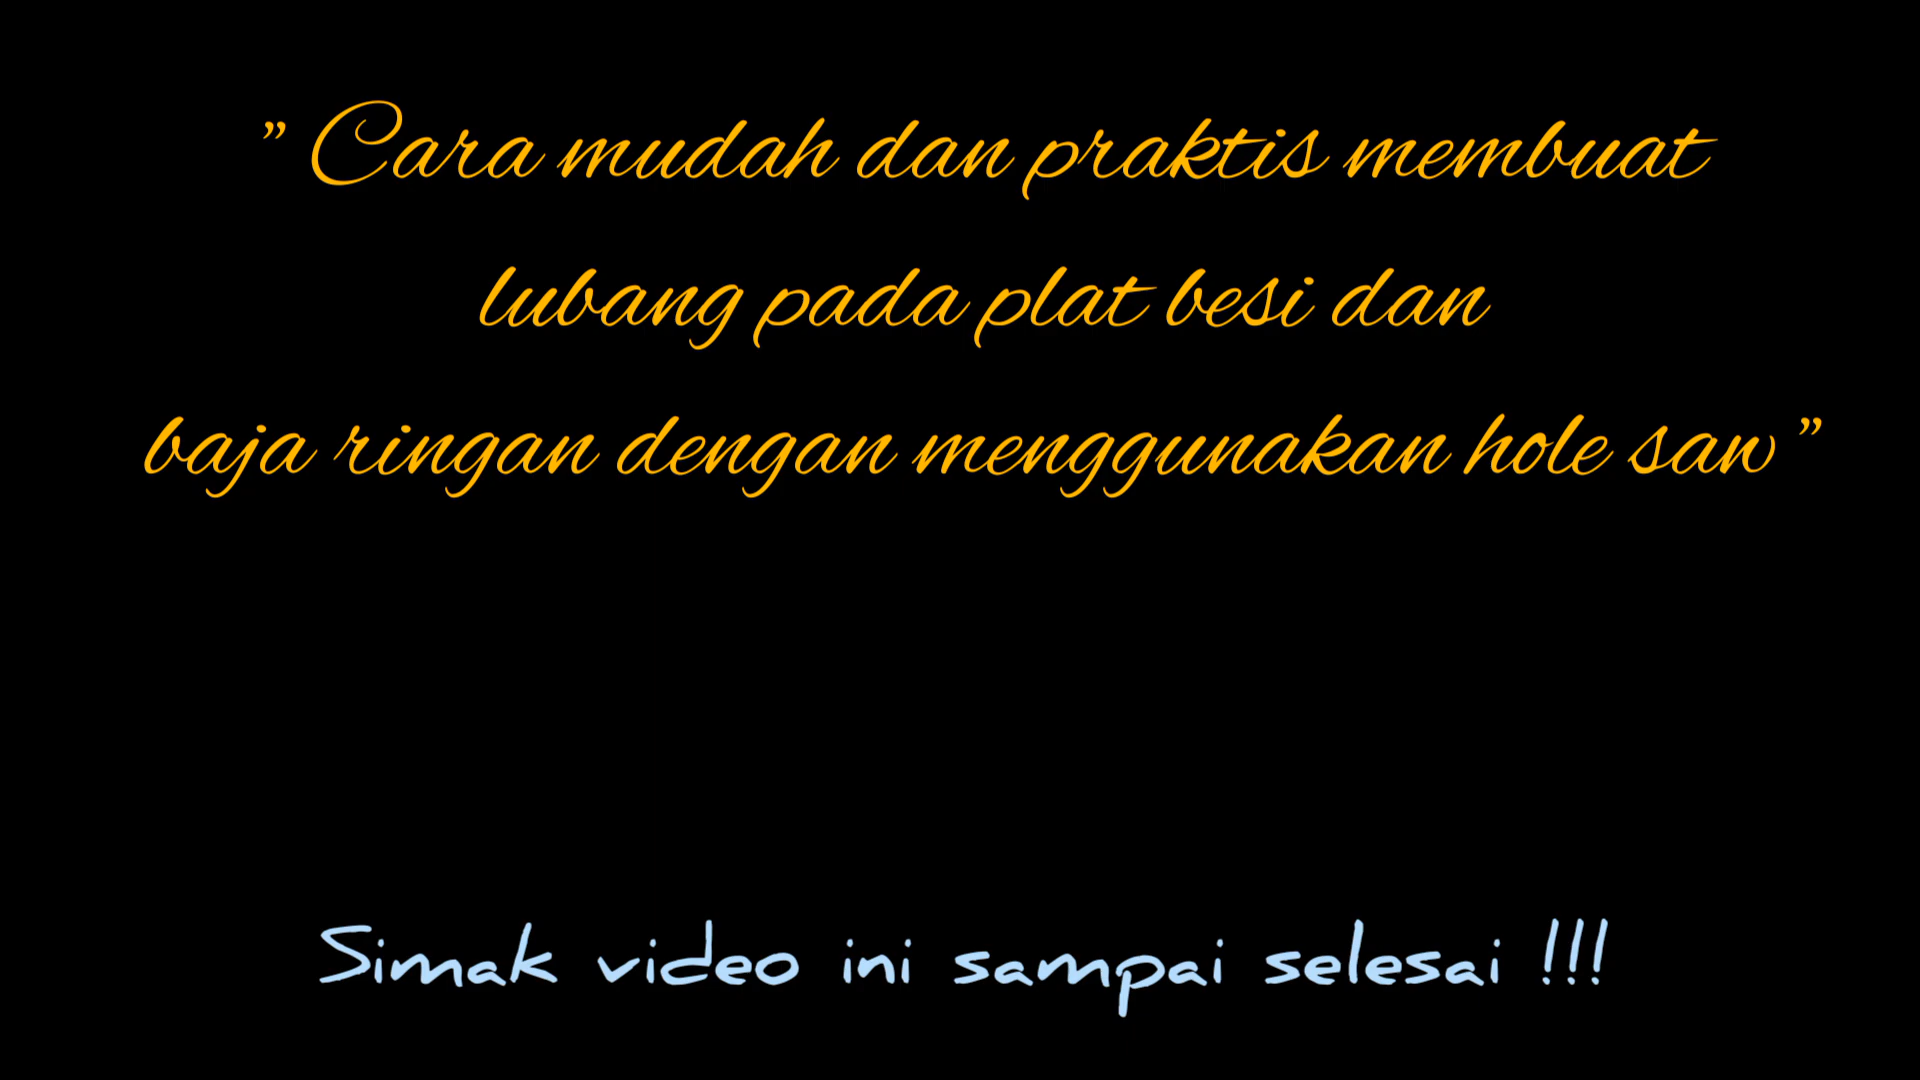 " Cara mudah dan praktis membuat
lubang pada plat besi dan
baja ringan dengan menggunakan hole saw "
Simak video ini sampai selesai !!!